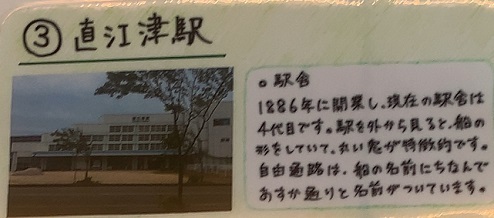 ③ 直江津駅
○ 駅舎
1886年に開業し、現在の駅舎は
4代目です。駅を外から見ると、船の
形をしていて、丸い窓が特徴的です。
自由通路は、船の名前にちなんで
あすか通りと名前がついています。